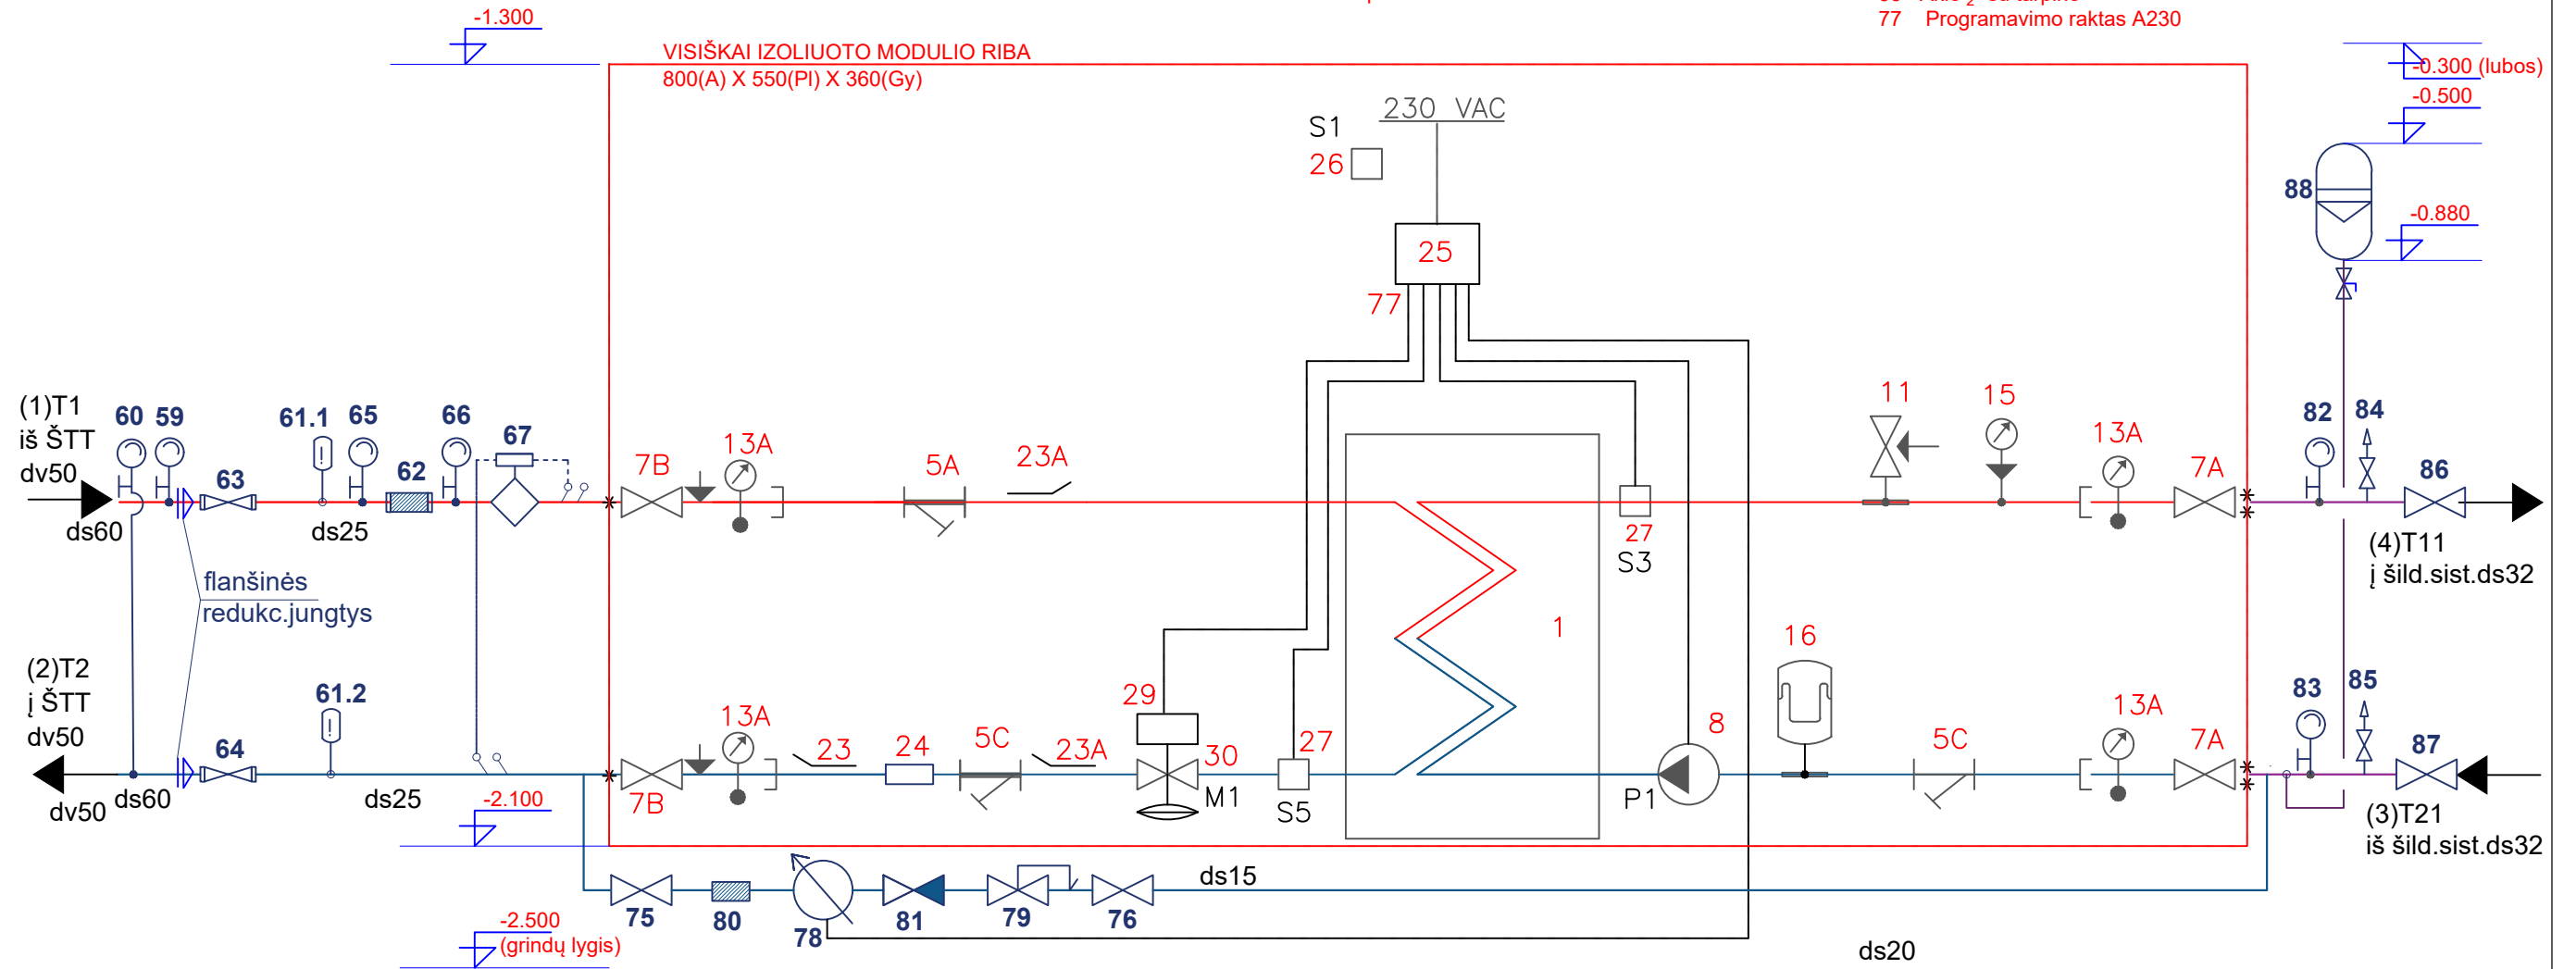 77 Programavimo raktas A230
-1.300
VISIŠKAI IZOLIUOTO MODULIO RIBA
800(A) X 550(Pl) X 360(Gy)
-0.300 (lubos)
-0.500
230 VAC
S1
26
88
-0.880
25
77
(1)T1
iš ŠTT
dv50
ds60
60
59
63
61.1
65
62
66
67
ds25
7B
13A
5A
23A
11
15
13A
7A
82
84
86
27
S3
(4)T11
į šild.sist.ds32
flanšinės
redukc.jungtys
1
16
(2)T2
į ŠTT
dv50
dv50
ds60
64
61.2
ds25
7B
13A
23
24
5C
23A
29
30
M1
27
S5
8
P1
5C
13A
7A
83
85
87
(3)T21
iš šild.sist.ds32
-2.100
75
80
78
81
79
76
ds15
-2.500
(grindų lygis)
ds20